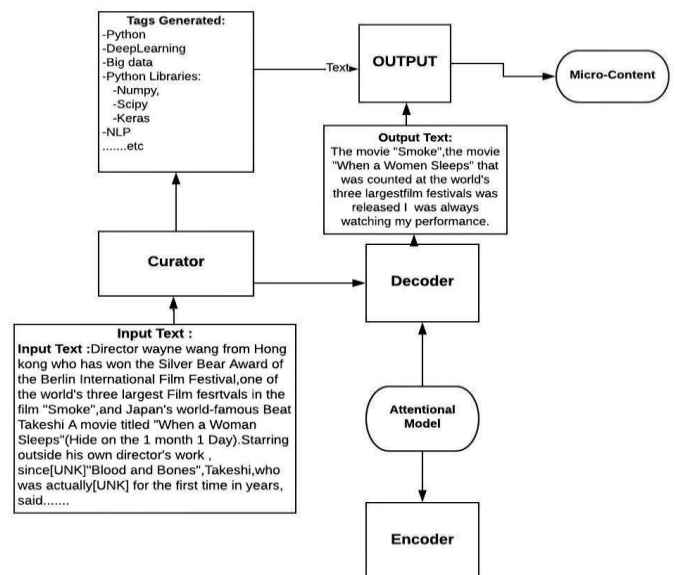 Tags Generated:
-Python
-DeepLearning
-Big data
-Python Libraries:
-Numpy,
-Scipy
-Keras
-NLP
.......etc
Text
OUTPUT
Micro-Content
Output Text:
The movie "Smoke",the movie
"When a Women Sleeps" that
was counted at the world's
three largestfilm festivals was
released I was always
watching my performance.
Curator
Decoder
Input Text :
Input Text :Director wayne wang from Hong
kong who has won the Silver Bear Award of
the Berlin International Film Festival,one of
the world's three largest Film fesrtvals in the
film "Smoke",and Japan's world-famous Beat
Takeshi A movie titled "When a Woman
Sleeps"(Hide on the 1 month 1 Day).Starring
outside his own director's work ,
since[UNK]"Blood and Bones",Takeshi,who
was actually[UNK] for the first time in years,
said.......
Attentional
Model
Encoder